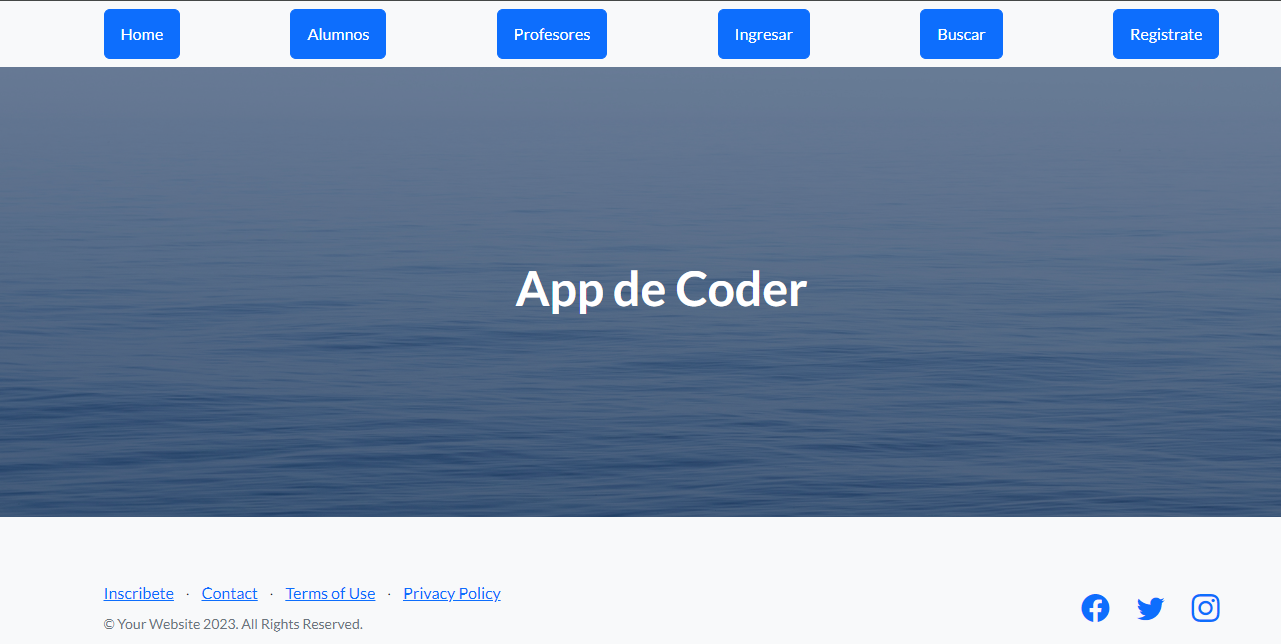 Home Alumnos Profesores Ingresar Buscar Registrate
App de Coder
Inscribete · Contact · Terms of Use · Privacy Policy
© Your Website 2023. All Rights Reserved.